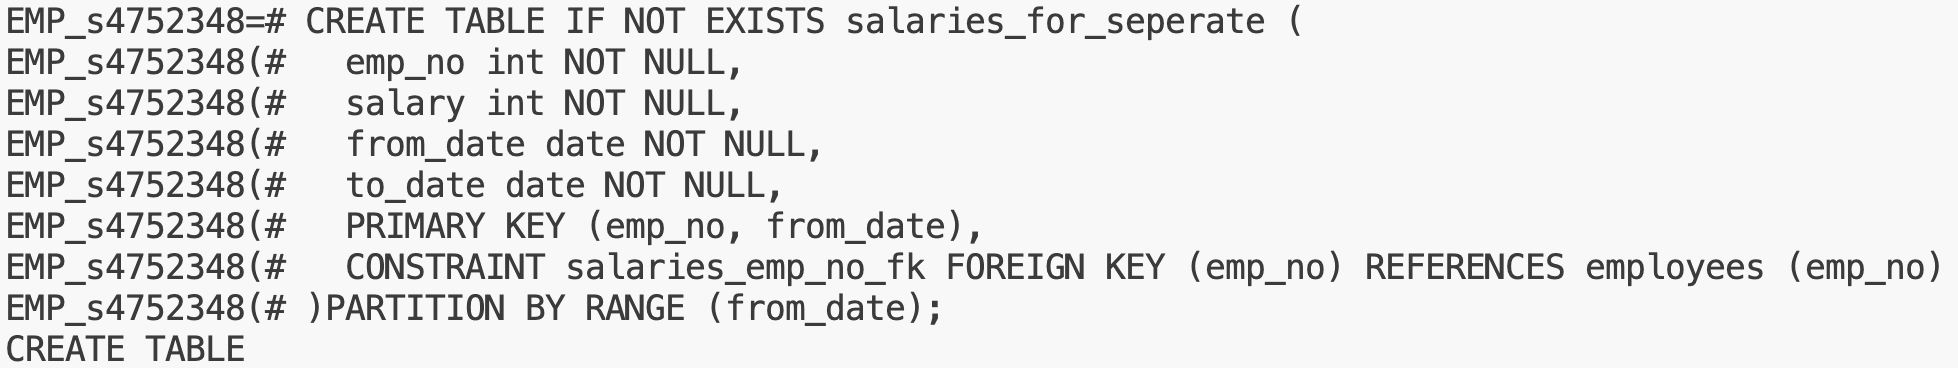 EMP_s4752348=# CREATE TABLE IF NOT EXISTS salaries_for_seperate (
EMP_s4752348(#   emp_no int NOT NULL,
EMP_s4752348(#   salary int NOT NULL,
EMP_s4752348(#   from_date date NOT NULL,
EMP_s4752348(#   to_date date NOT NULL,
EMP_s4752348(#   PRIMARY KEY (emp_no, from_date),
EMP_s4752348(#   CONSTRAINT salaries_emp_no_fk FOREIGN KEY (emp_no) REFERENCES employees (emp_no)
EMP_s4752348(# )PARTITION BY RANGE (from_date);
CREATE TABLE